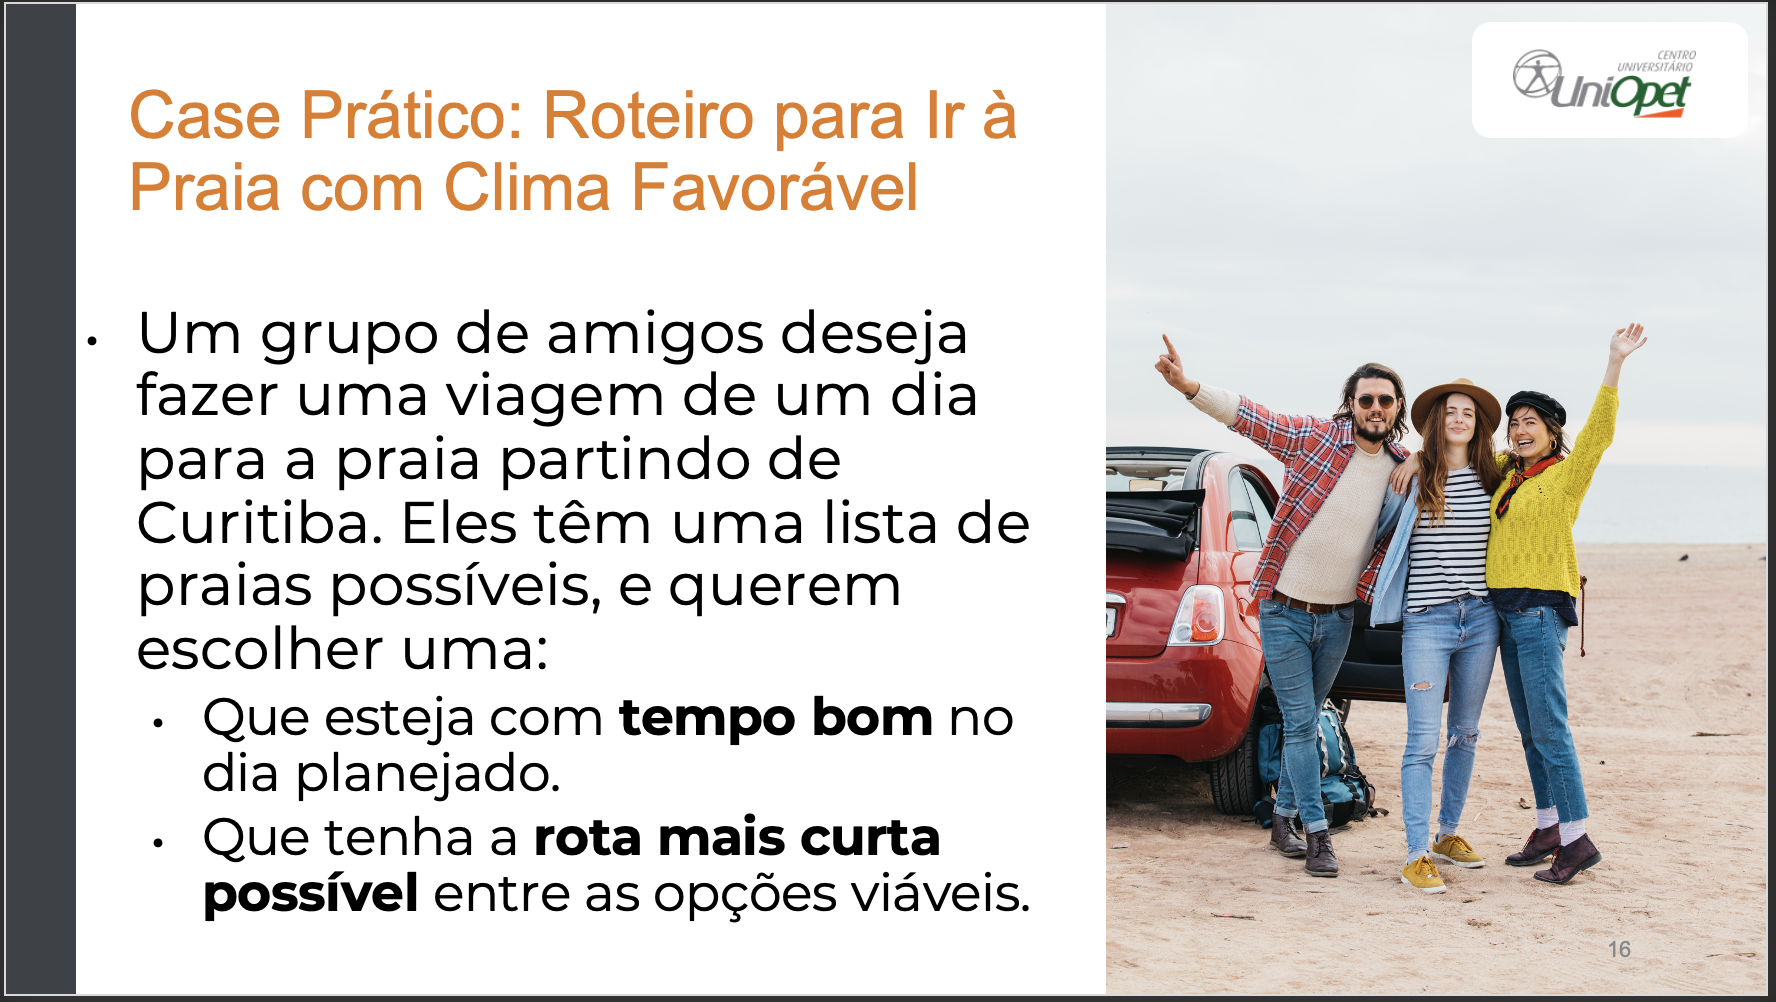 CENTRO
UNIVERSITÁRIO
UniOpet
Case Prático: Roteiro para Ir à
Praia com Clima Favorável
• Um grupo de amigos deseja
fazer uma viagem de um dia
para a praia partindo de
Curitiba. Eles têm uma lista de
praias possíveis, e querem
escolher uma:
• Que esteja com tempo bom no
dia planejado.
• Que tenha a rota mais curta
possível entre as opções viáveis.
16